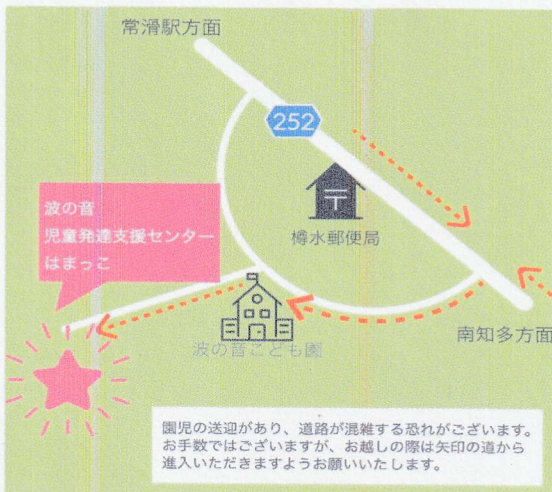 常滑駅方面
252
〒
樽水郵便局
波の音
児童発達支援センター
はまっこ
波の音こども園
南知多方面
園児の送迎があり、道路が混雑する恐れがございます。
お手数ではございますが、お越しの際は矢印の道から
進入いただきますようお願いいたします。